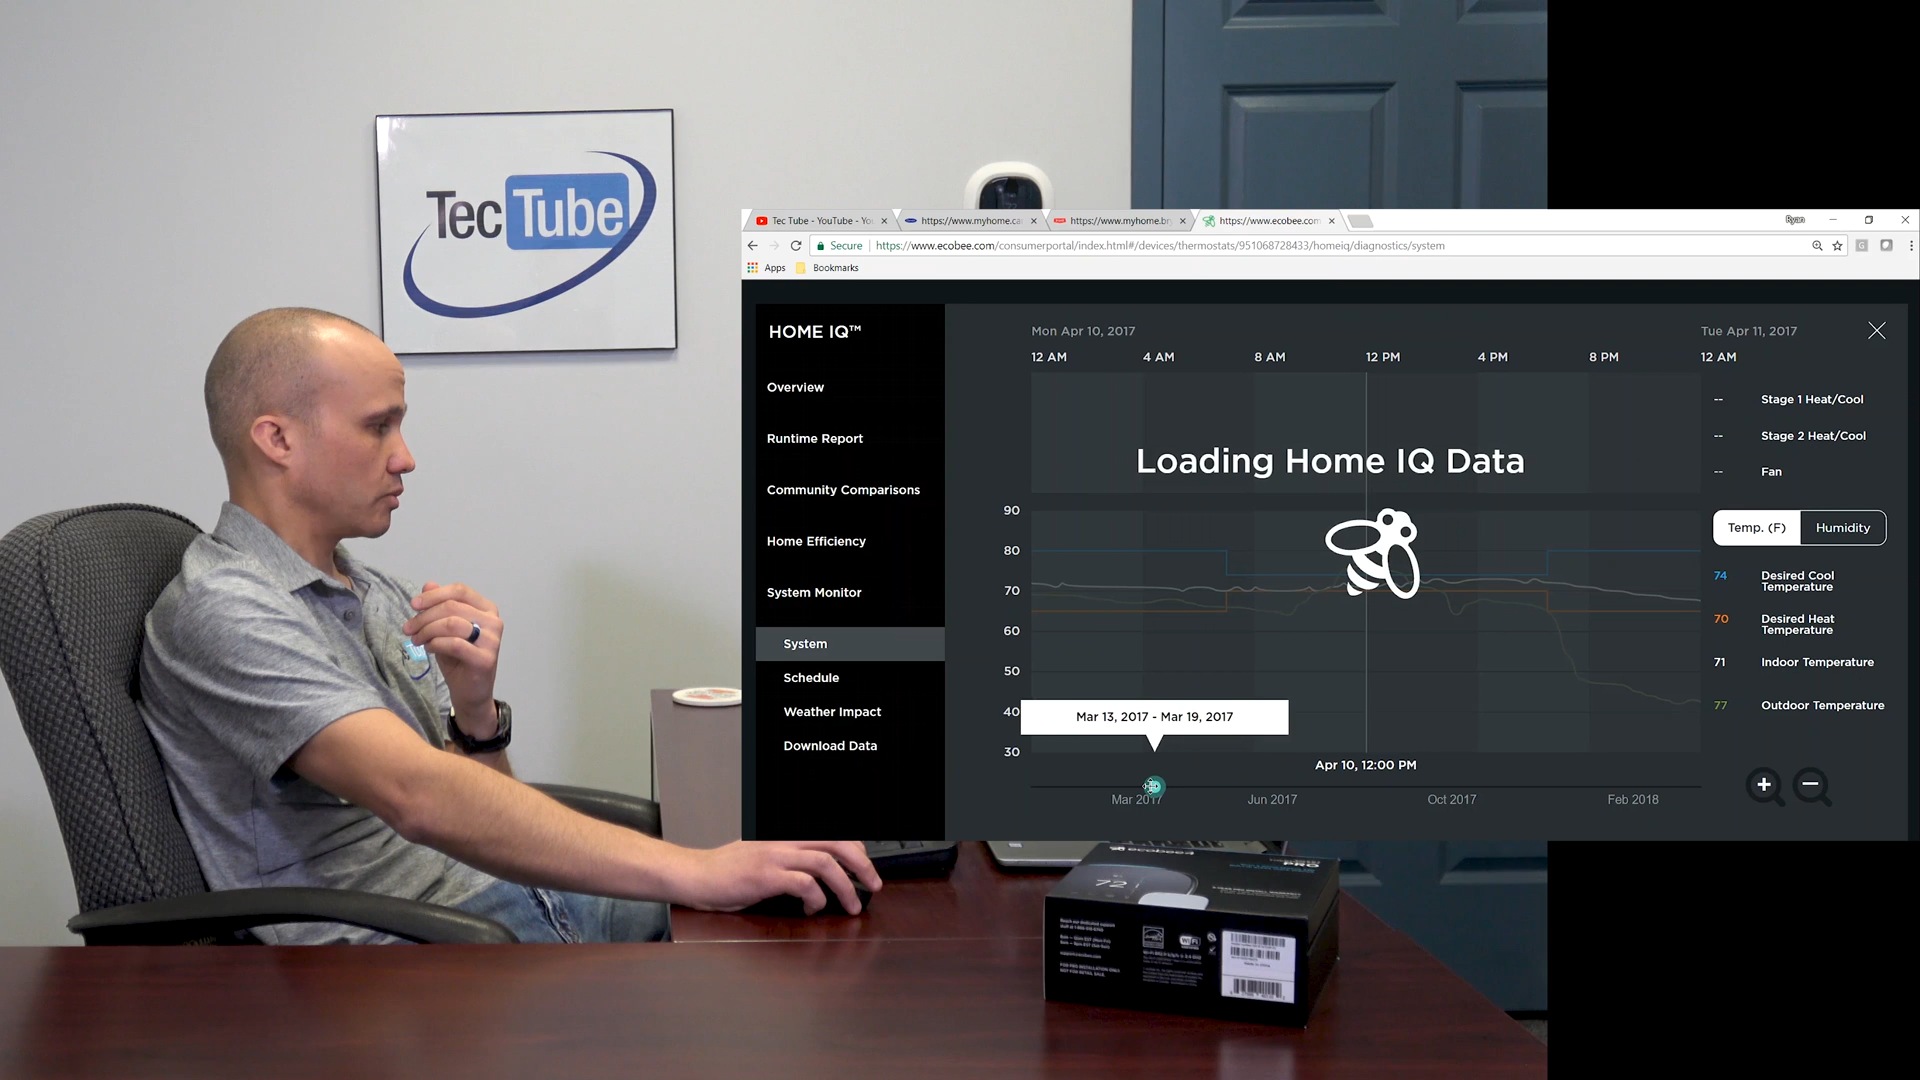 TecTube
Tec Tube - YouTube - Yo
https://www.myhome.ca
https://www.myhome.br
https://www.ecobee.com
Ryan
Secure
https://www.ecobee.com/consumerportal/index.html#/devices/thermostats/951068728433/homeiq/diagnostics/system
Apps
Bookmarks
HOME IQ™
Overview
Runtime Report
Community Comparisons
Home Efficiency
System Monitor
System
Schedule
Weather Impact
Download Data
Mon Apr 10, 2017
Tue Apr 11, 2017
12 AM 4 AM 8 AM 12 PM 4 PM 8 PM 12 AM
-- Stage 1 Heat/Cool
-- Stage 2 Heat/Cool
-- Fan
Loading Home IQ Data
90
80
70
60
50
40
30
Temp. (F) Humidity
74 Desired Cool
Temperature
70 Desired Heat
Temperature
71 Indoor Temperature
77 Outdoor Temperature
Mar 13, 2017 - Mar 19, 2017
Apr 10, 12:00 PM
Mar 2017 Jun 2017 Oct 2017 Feb 2018
ecobee4
72
WiFi